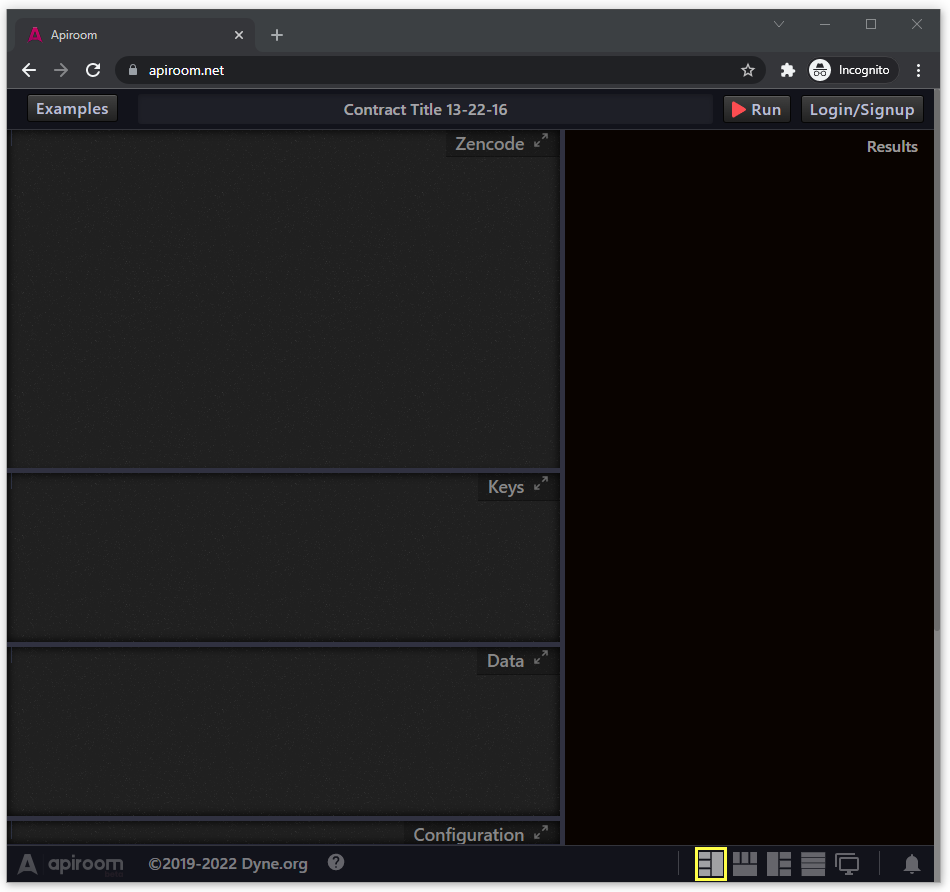 Apiroom
apiroom.net
Incognito
Examples
Contract Title 13-22-16
Run
Login/Signup
Zencode
Results
Keys
Data
Configuration
apiroom
beta
©2019-2022 Dyne.org